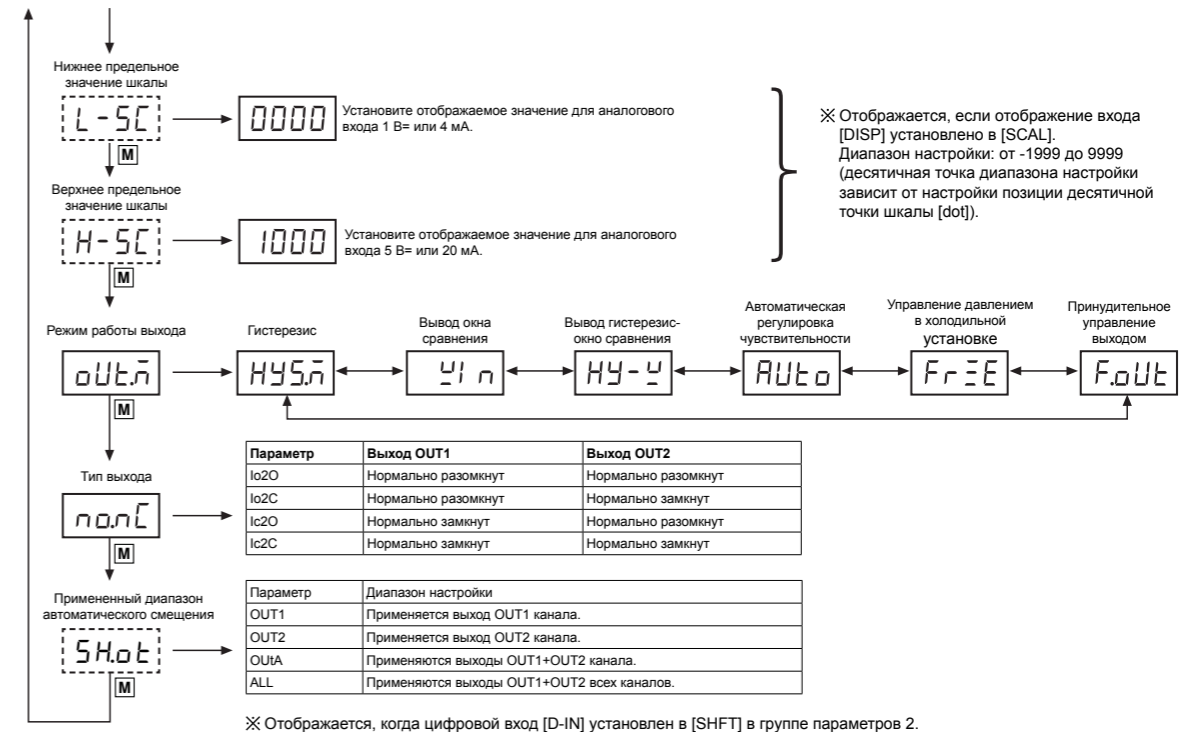 Нижнее предельное
значение шкалы
L-SC
0000
Установите отображаемое значение для аналогового
входа 1 В= или 4 мА.
M
Верхнее предельное
значение шкалы
H-SC
1000
Установите отображаемое значение для аналогового
входа 5 В= или 20 мА.
M
※ Отображается, если отображение входа
[DISP] установлено в [SCAL].
Диапазон настройки: от -1999 до 9999
(десятичная точка диапазона настройки
зависит от настройки позиции десятичной
точки шкалы [dot]).
Режим работы выхода
oUt.m
M
Гистерезис
HYS.m
Вывод окна
сравнения
WIn
Вывод гистерезис-
окно сравнения
HY-W
Автоматическая
регулировка
чувствительности
AUto
Управление давлением
в холодильной
установке
FrZE
Принудительное
управление
выходом
F.oUt
Тип выхода
no.nC
M
Параметр Выход OUT1 Выход OUT2
Io2O Нормально разомкнут Нормально разомкнут
Io2C Нормально разомкнут Нормально замкнут
Ic2O Нормально замкнут Нормально разомкнут
Ic2C Нормально замкнут Нормально замкнут
Примененный диапазон
автоматического смещения
SH.ot
M
Параметр Диапазон настройки
OUT1 Применяется выход OUT1 канала.
OUT2 Применяется выход OUT2 канала.
OUtA Применяются выходы OUT1+OUT2 канала.
ALL Применяются выходы OUT1+OUT2 всех каналов.
※ Отображается, когда цифровой вход [D-IN] установлен в [SHFT] в группе параметров 2.